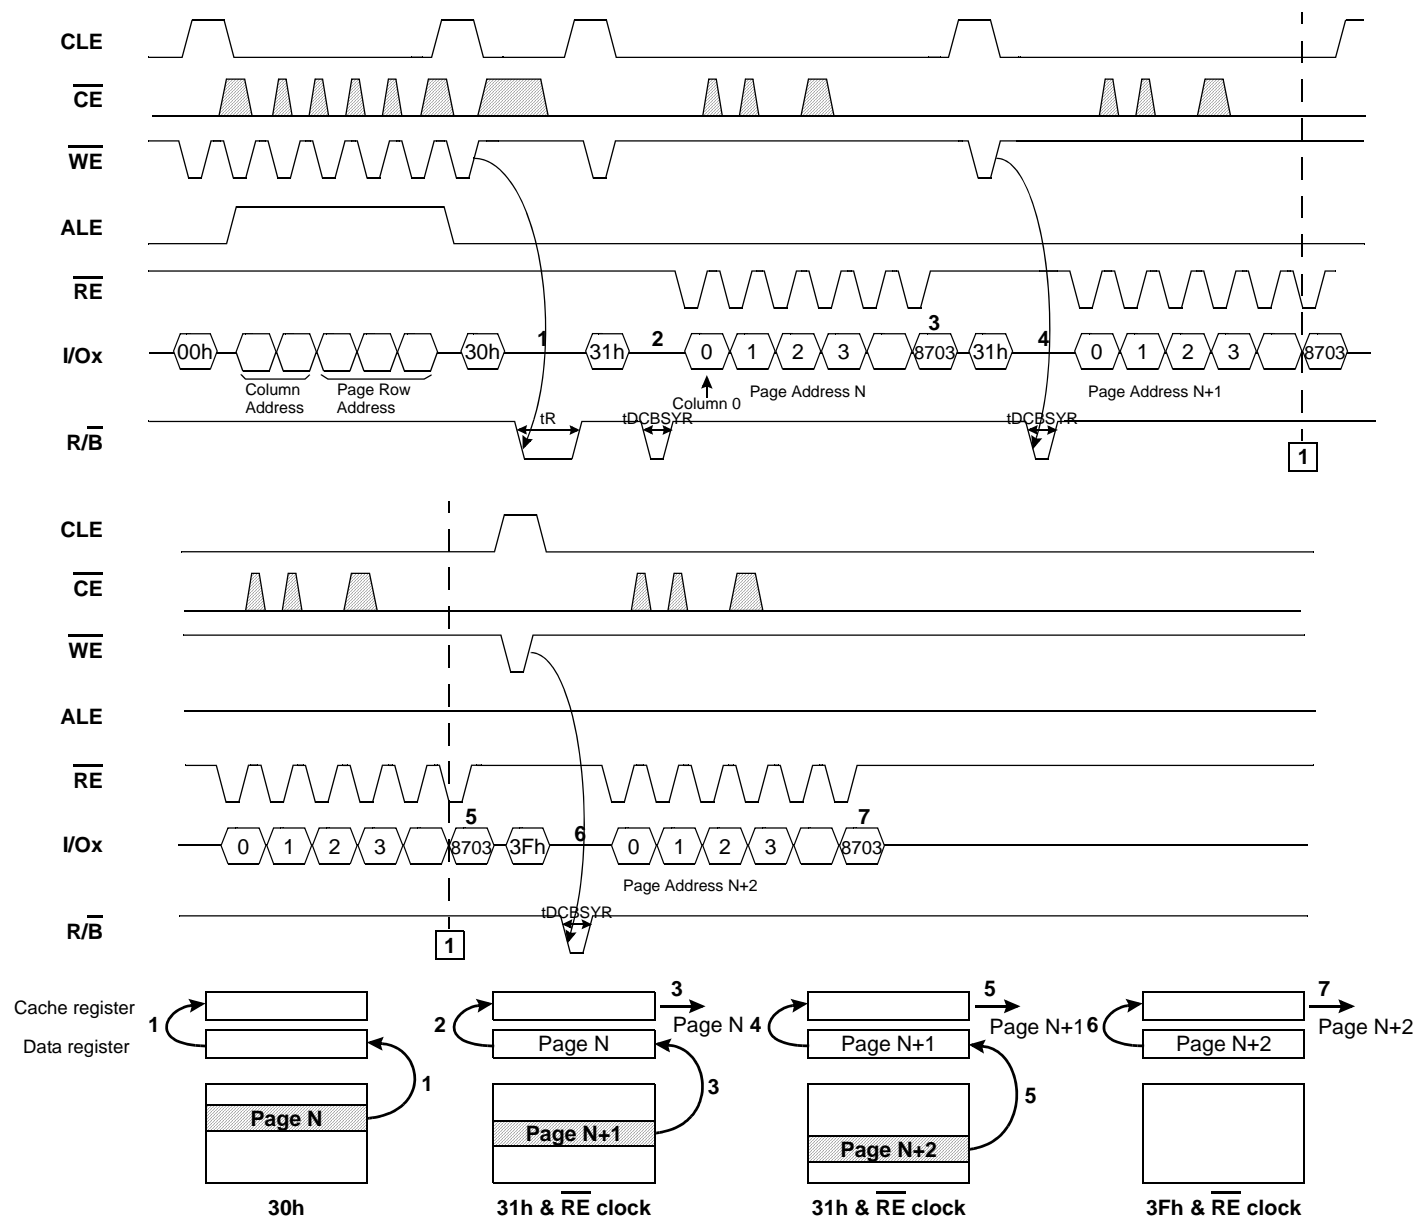 CLE
CE
WE
ALE
RE
1 3
I/Ox 00h 30h 31h 2 0 1 2 3 8703 31h 4 0 1 2 3 8703
Column Address
Page Row Address
Column 0
Page Address N
Page Address N+1
tR tDCBSYR tDCBSYR
R/B
1
CLE
CE
WE
ALE
RE
5 6 7
I/Ox 0 1 2 3 8703 3Fh 0 1 2 3 8703
Page Address N+2
tDCBSYR
R/B
1
Cache register
Data register
1
1
Page N
30h
2
3
Page N
Page N
3
Page N+1
31h & RE clock
4
5
Page N+1
Page N+1
5
Page N+2
31h & RE clock
6
7
Page N+2
Page N+2
3Fh & RE clock